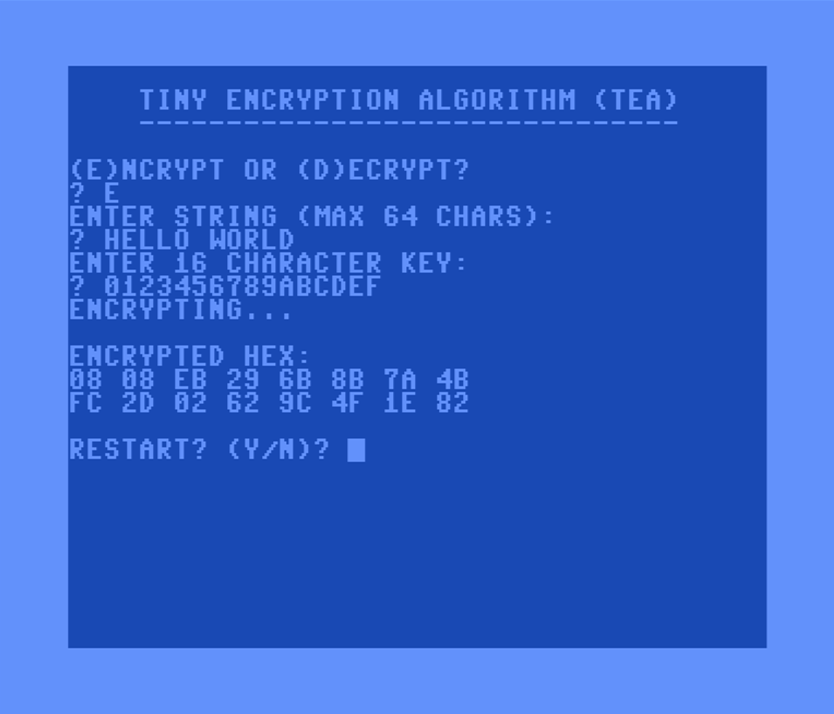 TINY ENCRYPTION ALGORITHM (TEA)
-------------------------------
(E)NCRYPT OR (D)ECRYPT?
? E
ENTER STRING (MAX 64 CHARS):
? HELLO WORLD
ENTER 16 CHARACTER KEY:
? 0123456789ABCDEF
ENCRYPTING...
ENCRYPTED HEX:
08 08 EB 29 6B 8B 7A 4B
FC 2D 02 62 9C 4F 1E 82
RESTART? (Y/N)?